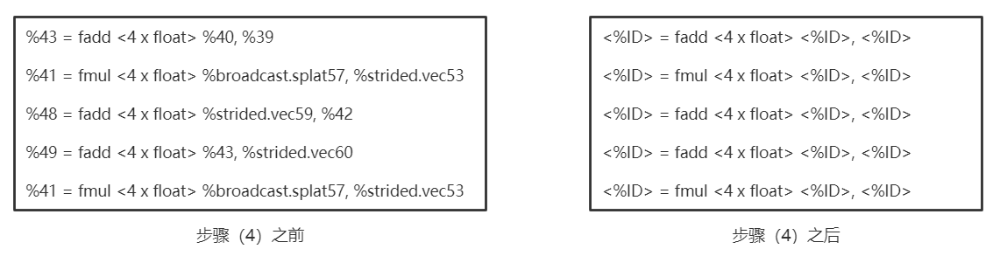 %43 = fadd <4 x float> %40, %39
%41 = fmul <4 x float> %broadcast.splat57, %strided.vec53
%48 = fadd <4 x float> %strided.vec59, %42
%49 = fadd <4 x float> %43, %strided.vec60
%41 = fmul <4 x float> %broadcast.splat57, %strided.vec53
步骤（4）之前
<%ID> = fadd <4 x float> <%ID>, <%ID>
<%ID> = fmul <4 x float> <%ID>, <%ID>
<%ID> = fadd <4 x float> <%ID>, <%ID>
<%ID> = fadd <4 x float> <%ID>, <%ID>
<%ID> = fmul <4 x float> <%ID>, <%ID>
步骤（4）之后